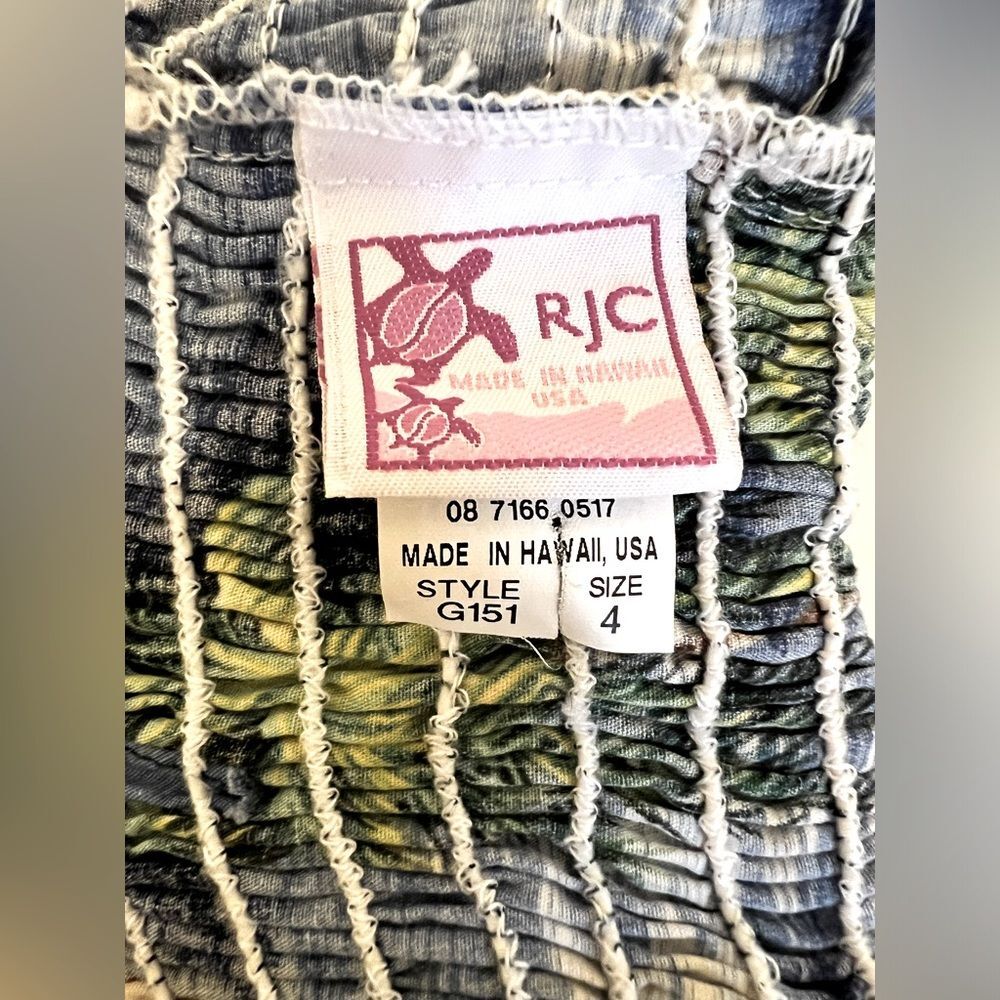 RJC
MADE IN HAWAII
USA
08 7166 0517
MADE IN HAWAII, USA
STYLE SIZE
G151 4